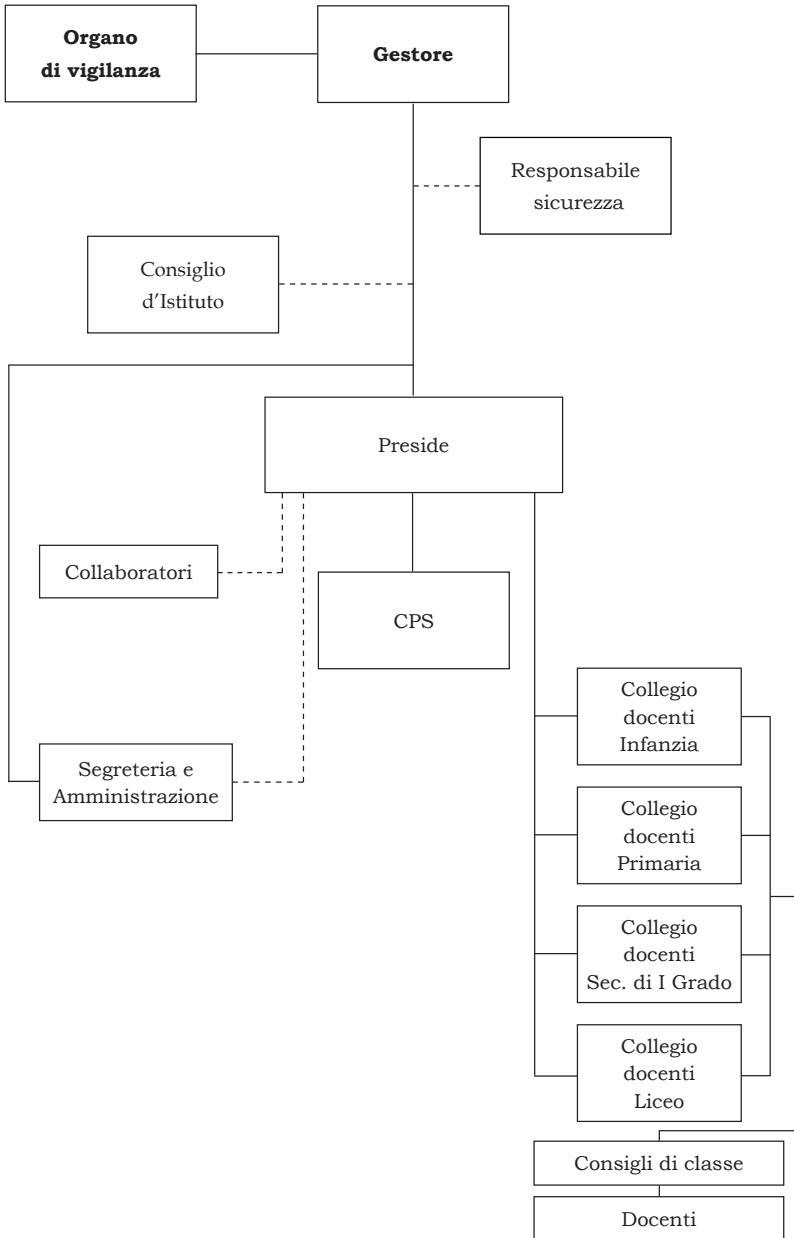 Organo
di vigilanza
Gestore
Responsabile
sicurezza
Consiglio
d'Istituto
Preside
Collaboratori
CPS
Collegio
docenti
Infanzia
Segreteria e
Amministrazione
Collegio
docenti
Primaria
Collegio
docenti
Sec. di I Grado
Collegio
docenti
Liceo
Consigli di classe
Docenti